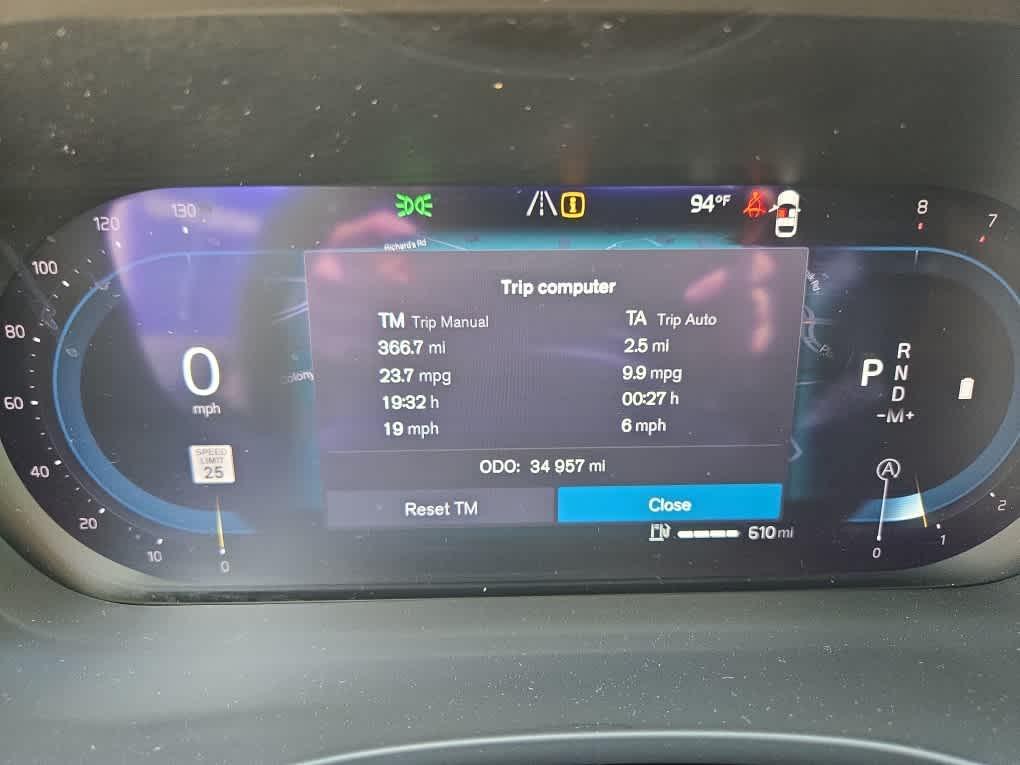 120
130
94°F
8
7
Richards Rd
100
Trip computer
TM Trip Manual
TA Trip Auto
80
366.7 mi
2.5 mi
0
mph
23.7 mpg
9.9 mpg
P
R
N
D
-M+
60
19:32 h
00:27 h
19 mph
6 mph
SPEED
LIMIT
25
40
ODO: 34 957 mi
A
20
Reset TM
Close
2
10
0
610 mi
0
1